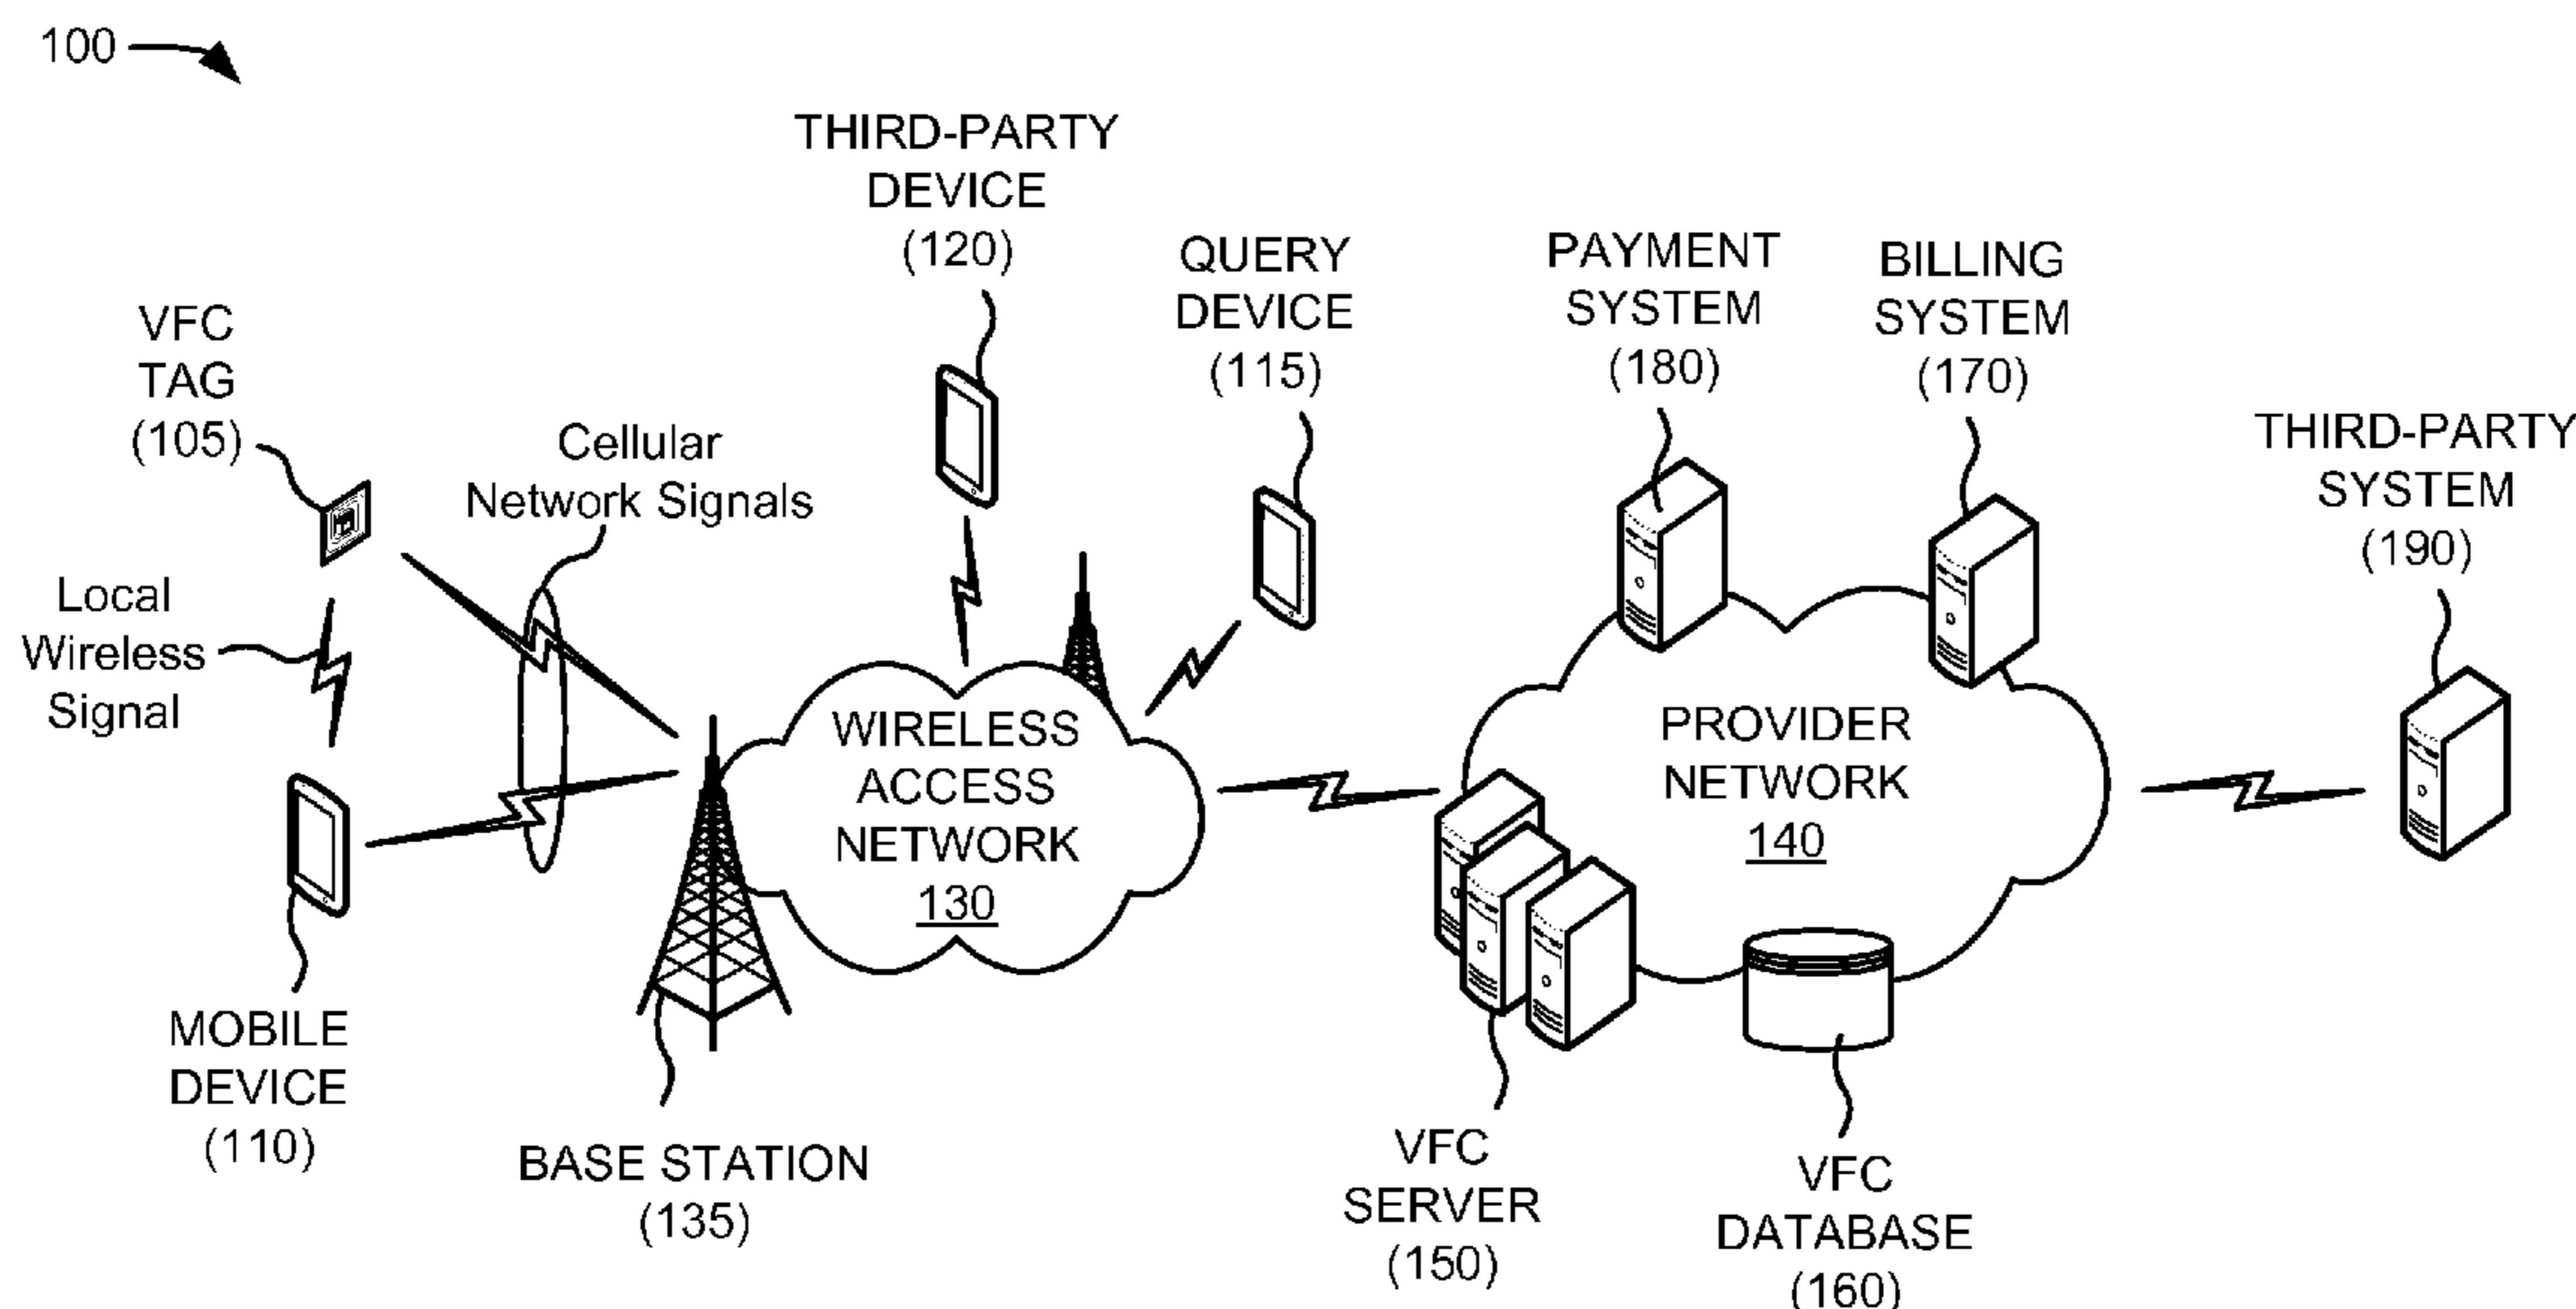 100
THIRD-PARTY
DEVICE
(120)
QUERY
DEVICE
(115)
PAYMENT
SYSTEM
(180)
BILLING
SYSTEM
(170)
THIRD-PARTY
SYSTEM
(190)
VFC
TAG
(105)
Cellular
Network Signals
Local
Wireless
Signal
WIRELESS
ACCESS
NETWORK
130
PROVIDER
NETWORK
140
MOBILE
DEVICE
(110)
BASE STATION
(135)
VFC
SERVER
(150)
VFC
DATABASE
(160)